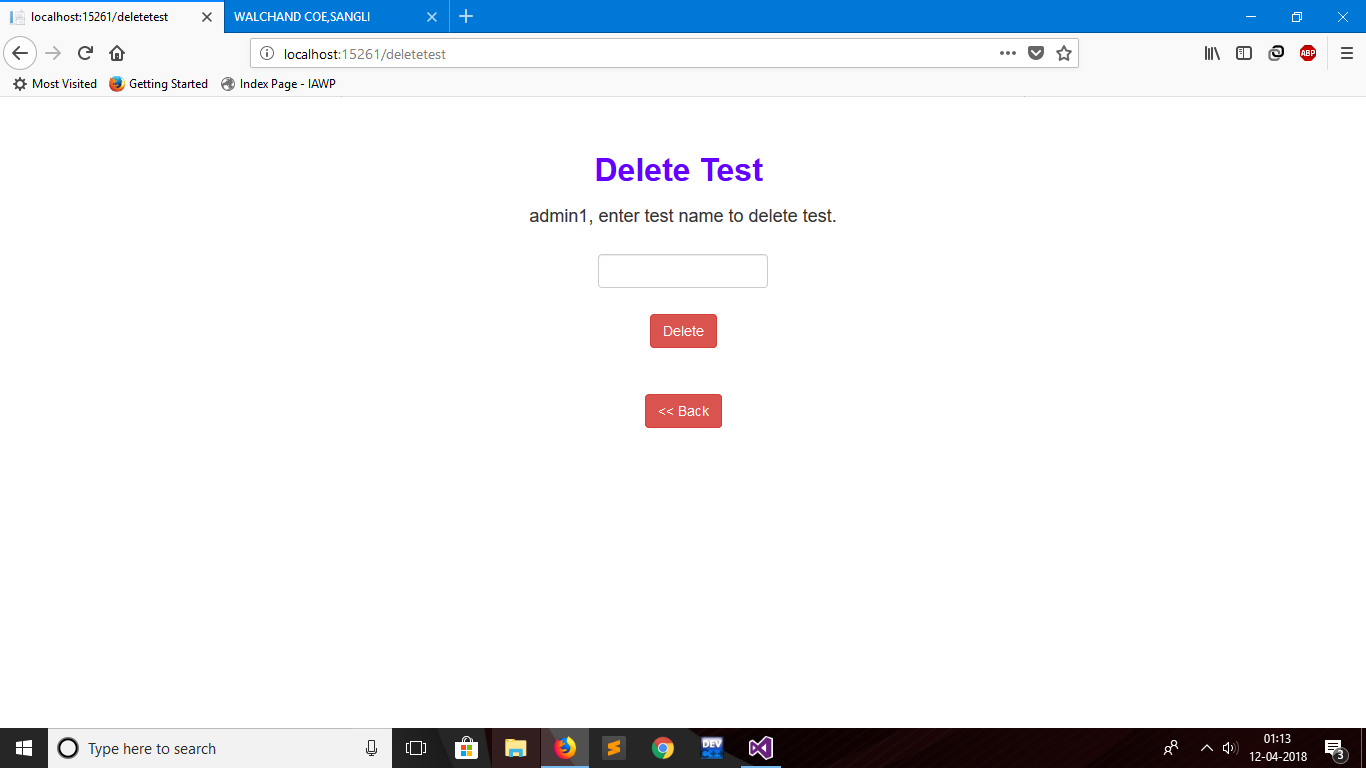 localhost:15261/deletetest
WALCHAND COE,SANGLI
localhost:15261/deletetest
ABP
Most Visited
Getting Started
Index Page - IAWP
Delete Test
admin1, enter test name to delete test.
Delete
<< Back
Type here to search
DEV
01:13
12-04-2018
3